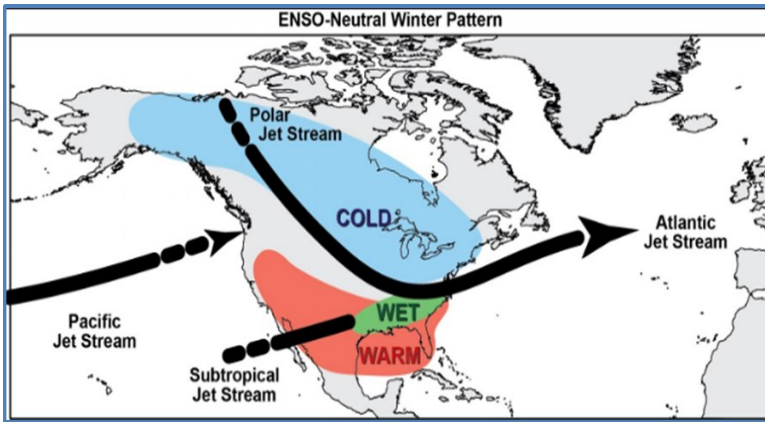 ENSO-Neutral Winter Pattern
Polar
Jet Stream
COLD
Atlantic
Jet Stream
WET
Pacific
Jet Stream
WARM
Subtropical
Jet Stream